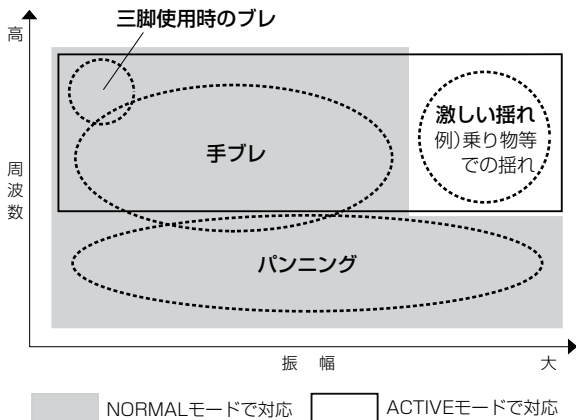 高
三脚使用時のブレ
激しい揺れ
例)乗り物等
での揺れ
手ブレ
周波数
パンニング
振 幅
大
NORMALモードで対応
ACTIVEモードで対応